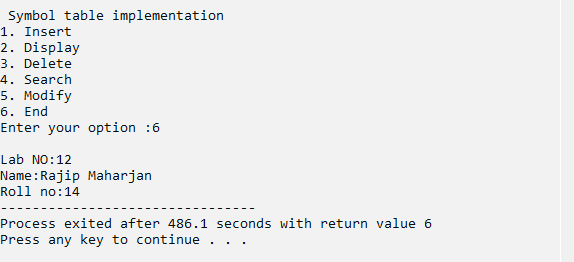 Symbol table implementation
1. Insert
2. Display
3. Delete
4. Search
5. Modify
6. End
Enter your option :6
Lab NO:12
Name:Rajip Maharjan
Roll no:14
--------------------------------
Process exited after 486.1 seconds with return value 6
Press any key to continue . . .